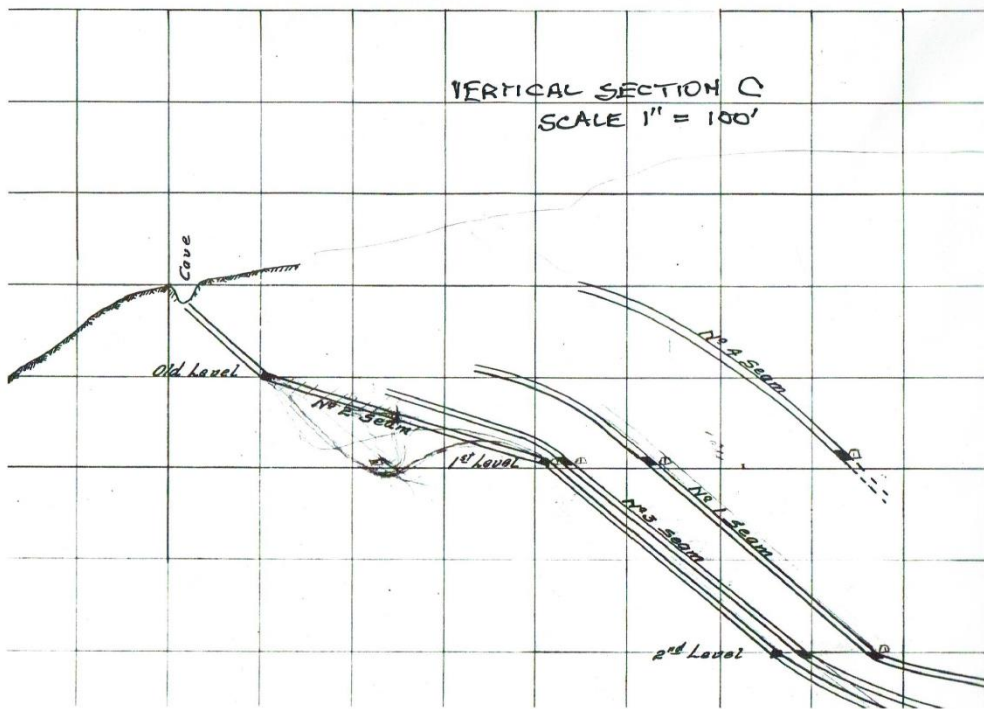 VERTICAL SECTION C
SCALE 1" = 100'
Cave
Old Level
No 2 Seam
1st Level
No 4 Seam
No 1 Seam
No 3 Seam
2nd Level